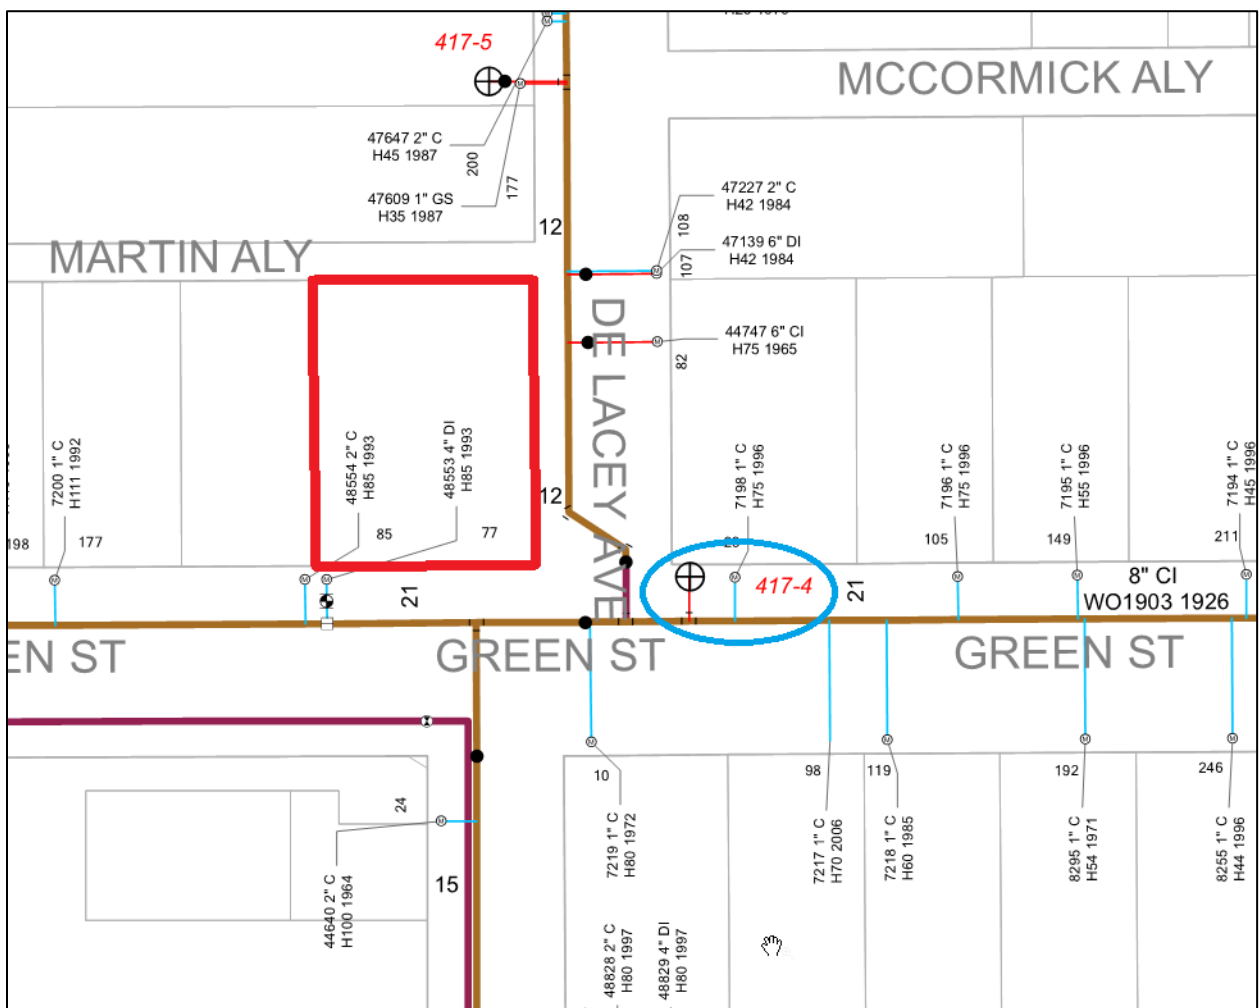 417-5
MCCORMICK ALY
47647 2" C
H45 1987
200
47609 1" GS
H35 1987
177
12
47227 2" C
H42 1984
108
47139 6" DI
H42 1984
107
MARTIN ALY
DE LACEY AVE
44747 6" CI
H75 1965
82
7200 1" C
H111 1992
198
177
48554 2" C
H85 1993
85
48553 4" DI
H85 1993
77
12
7198 1" C
H75 1996
7196 1" C
H75 1996
105
7195 1" C
H55 1996
149
7194 1" C
H45 1996
211
21
417-4
21
8" CI
WO1903 1926
EN ST
GREEN ST
GREEN ST
10
98
119
192
246
24
7219 1" C
H80 1972
7217 1" C
H70 2006
7218 1" C
H60 1985
8295 1" C
H54 1971
8255 1" C
H44 1996
44640 2" C
H100 1964
15
48828 2" C
H80 1997
48829 4" DI
H80 1997